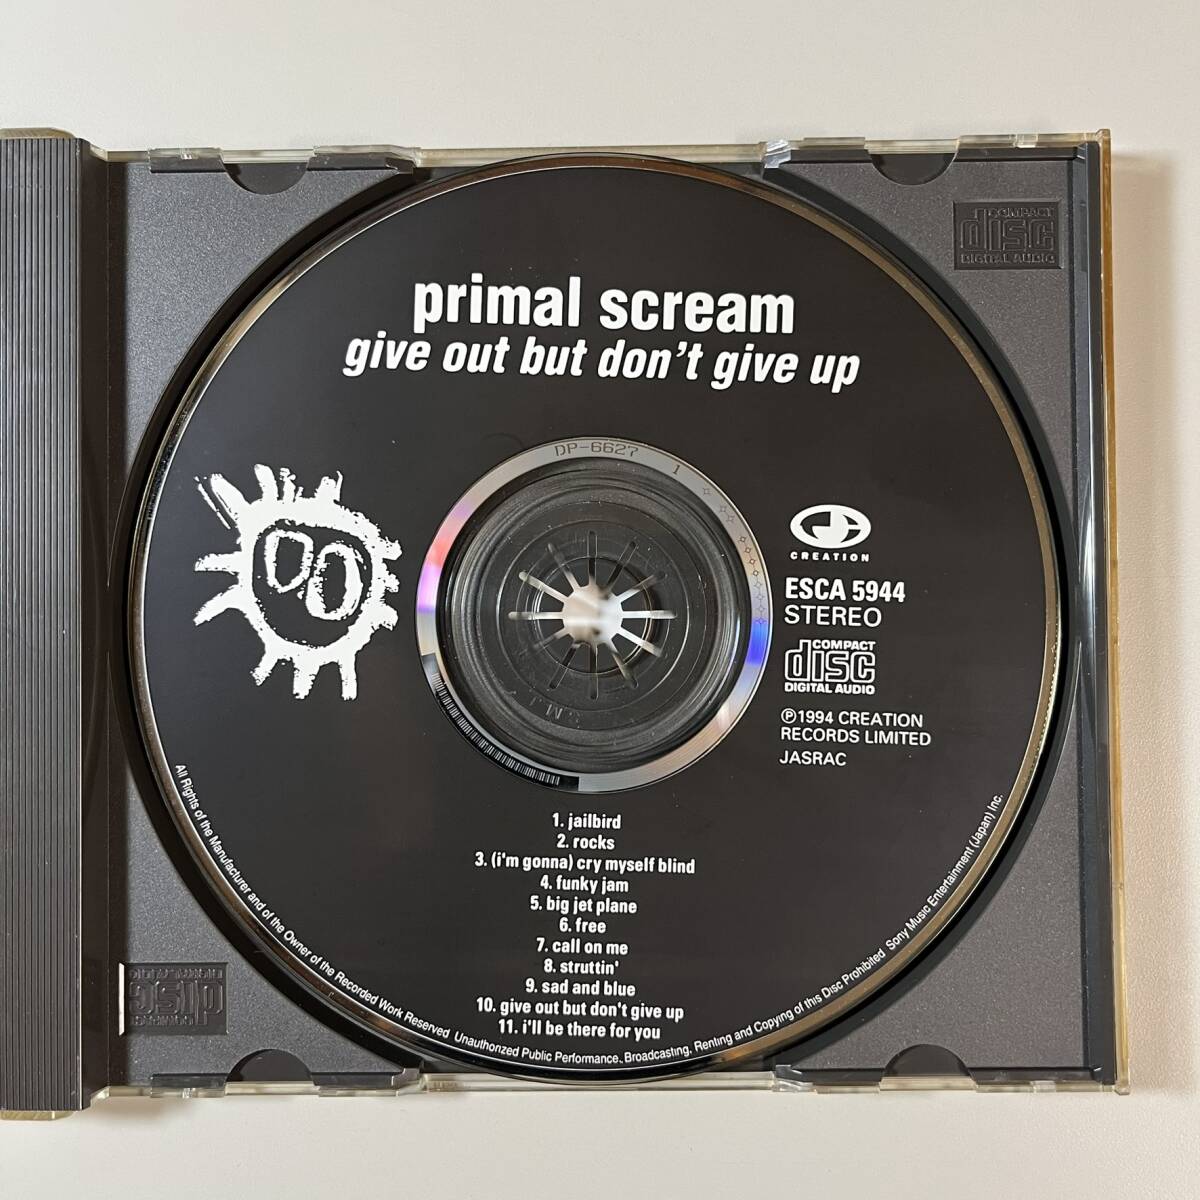 primal scream
give out but don't give up
COMPACT
disc
DIGITAL AUDIO
DP-6627 1
CREATION
ESCA 5944
STEREO
COMPACT
disc
DIGITAL AUDIO
℗1994 CREATION
RECORDS LIMITED
JASRAC
1. jailbird
2. rocks
3. (i'm gonna) cry myself blind
4. funky jam
5. big jet plane
6. free
7. call on me
8. struttin'
9. sad and blue
10. give out but don't give up
11. i'll be there for you
All Rights of the Manufacturer and of the Owner of the Recorded Work Reserved. Unauthorized Public Performance, Broadcasting, Renting and Copying of this Disc Prohibited. Sony Music Entertainment (Japan) Inc.
COMPACT
disc
DIGITAL AUDIO